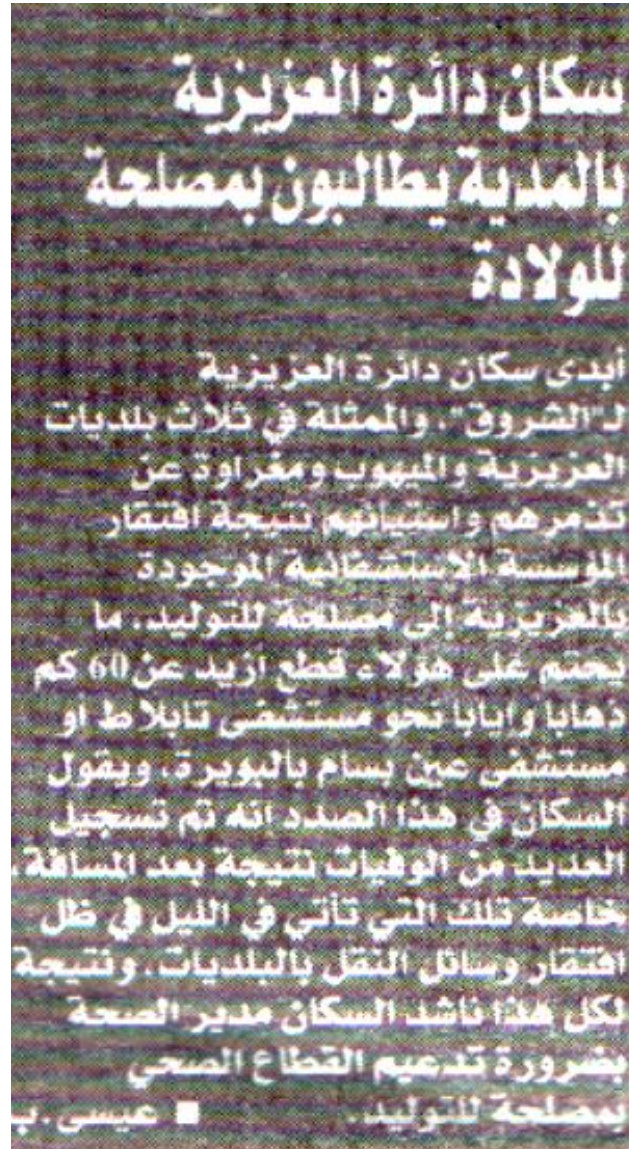 سكان دائرة العزيزية
بالمدية يطالبون بمصلحة
للولادة
أبدى سكان دائرة العزيزية
لـ"الشروق"، والممثلة في ثلاث بلديات
العزيزية والميهوب ومغراوة عن
تذمرهم واستيائهم نتيجة افتقار
المؤسسة الاستشفائية الموجودة
بالعزيزية إلى مصلحة للتوليد، ما
يحتم على هؤلاء قطع أزيد عن 60 كم
ذهابا وإيابا نحو مستشفى تابلاط أو
مستشفى عين بسام بالبويرة، ويقول
السكان في هذا الصدد انه تم تسجيل
العديد من الوفيات نتيجة بعد المسافة،
خاصة تلك التي تأتي في الليل في ظل
افتقار وسائل النقل بالبلديات، ونتيجة
لكل هذا ناشد السكان مدير الصحة
بضرورة تدعيم القطاع الصحي
بمصلحة للتوليد. ■ عيسى.ب